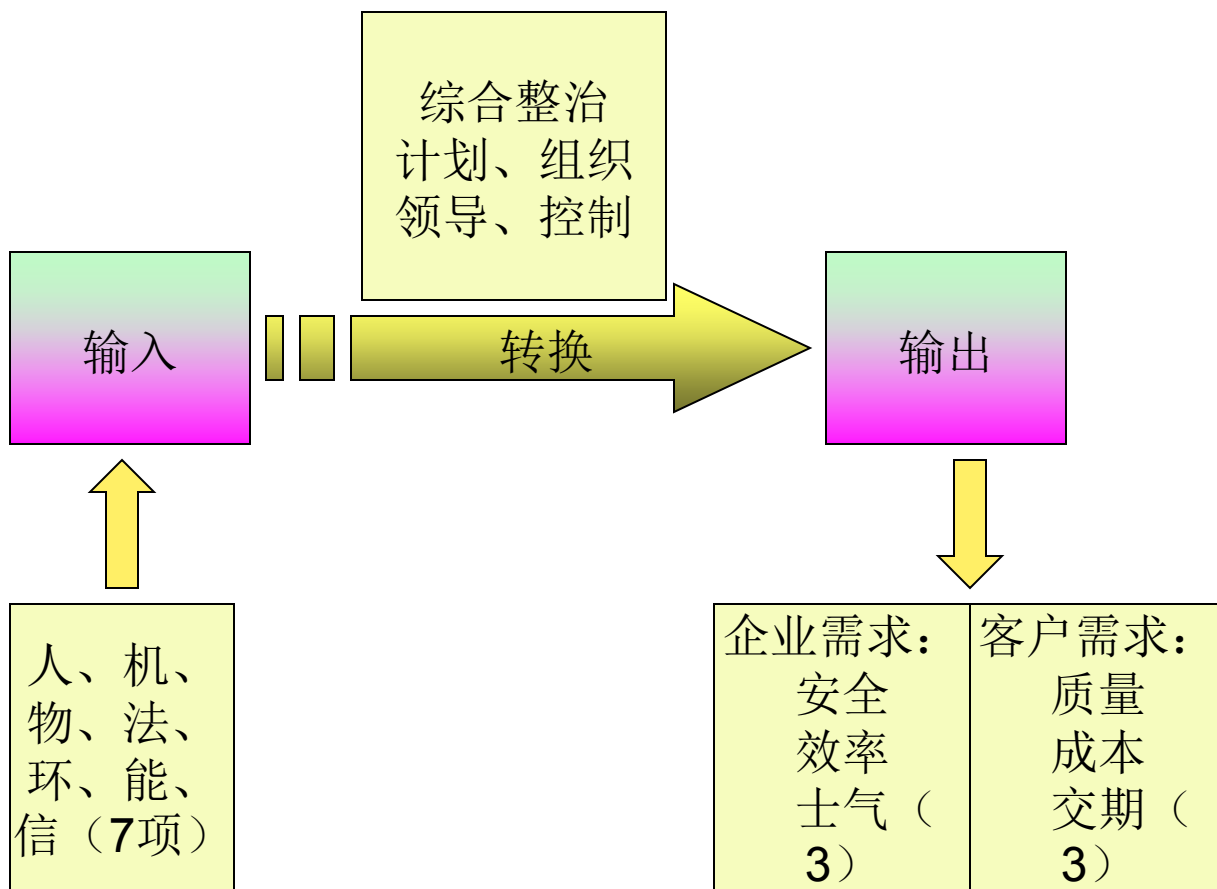 综合整治
计划、组织
领导、控制
输入
转换
输出
人、机、
物、法、
环、能、
信（7项）
企业需求：
安全
效率
士气（
3）
客户需求：
质量
成本
交期（
3）